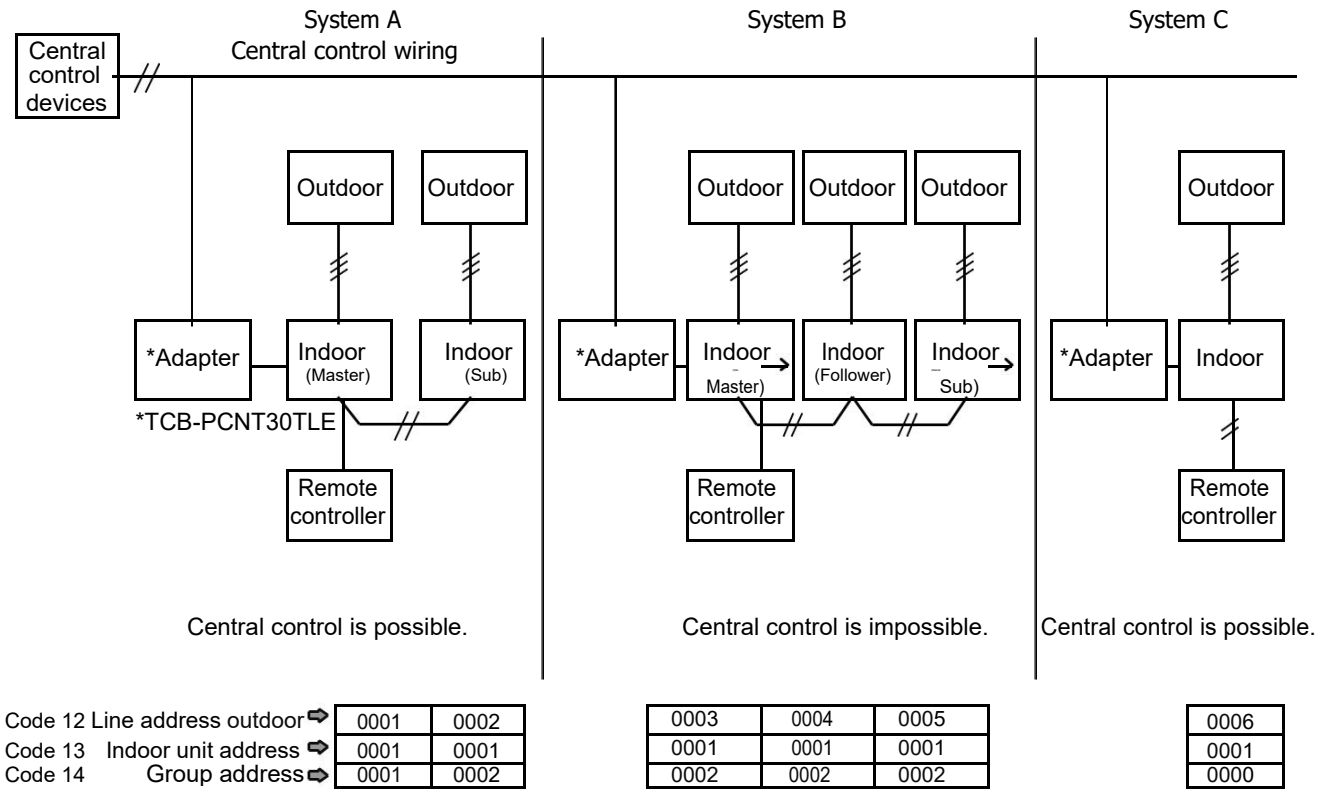 System A
System B
System C
Central control wiring
Central
control
devices
Outdoor
Outdoor
Outdoor
Outdoor
Outdoor
Outdoor
*Adapter
Indoor
(Master)
Indoor
(Sub)
*Adapter
Indoor
Master)
Indoor
(Follower)
Indoor
Sub)
*Adapter
Indoor
*TCB-PCNT30TLE
Remote
controller
Remote
controller
Remote
controller
Central control is possible.
Central control is impossible.
Central control is possible.
Code 12 Line address outdoor 0001 0002 0003 0004 0005 0006
Code 13 Indoor unit address 0001 0001 0001 0001 0001 0001
Code 14 Group address 0001 0002 0002 0002 0002 0000